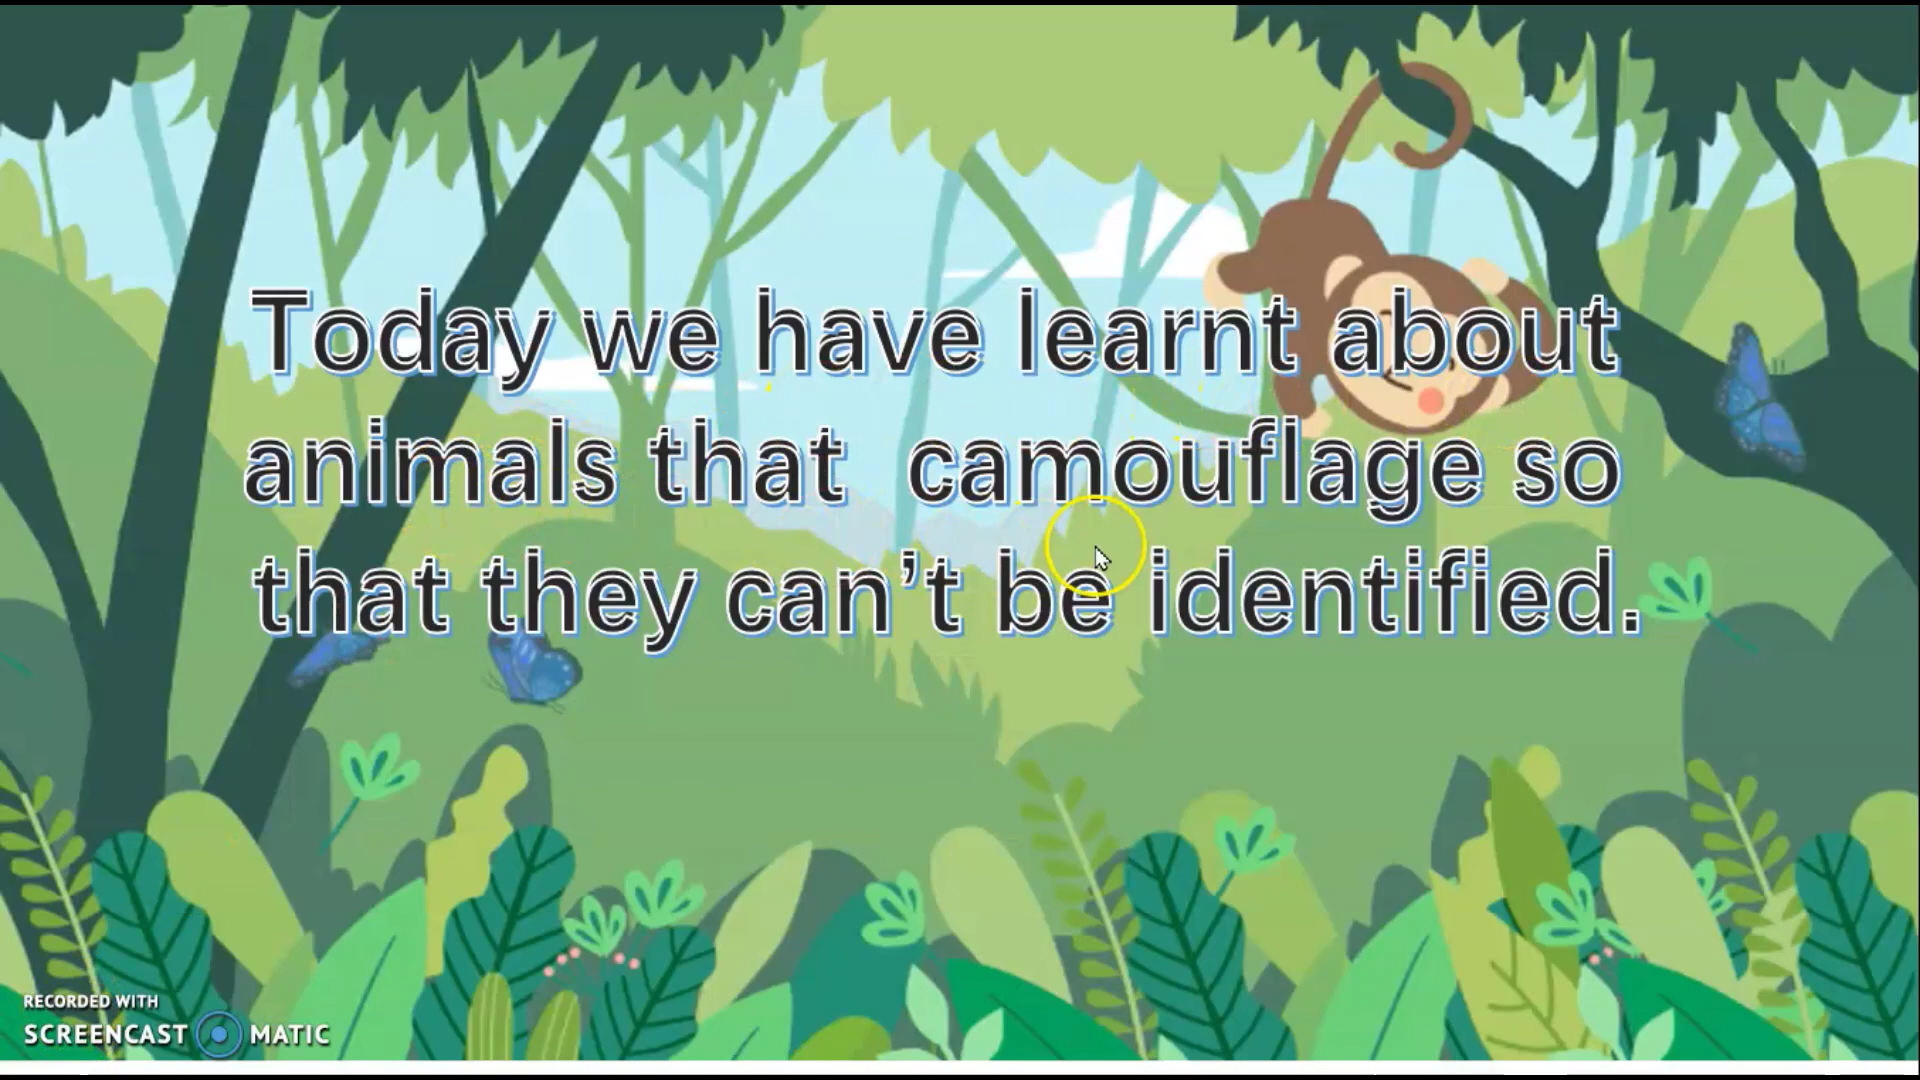 Today we have learnt about
animals that camouflage so
that they can’t be identified.
RECORDED WITH
SCREENCAST MATIC